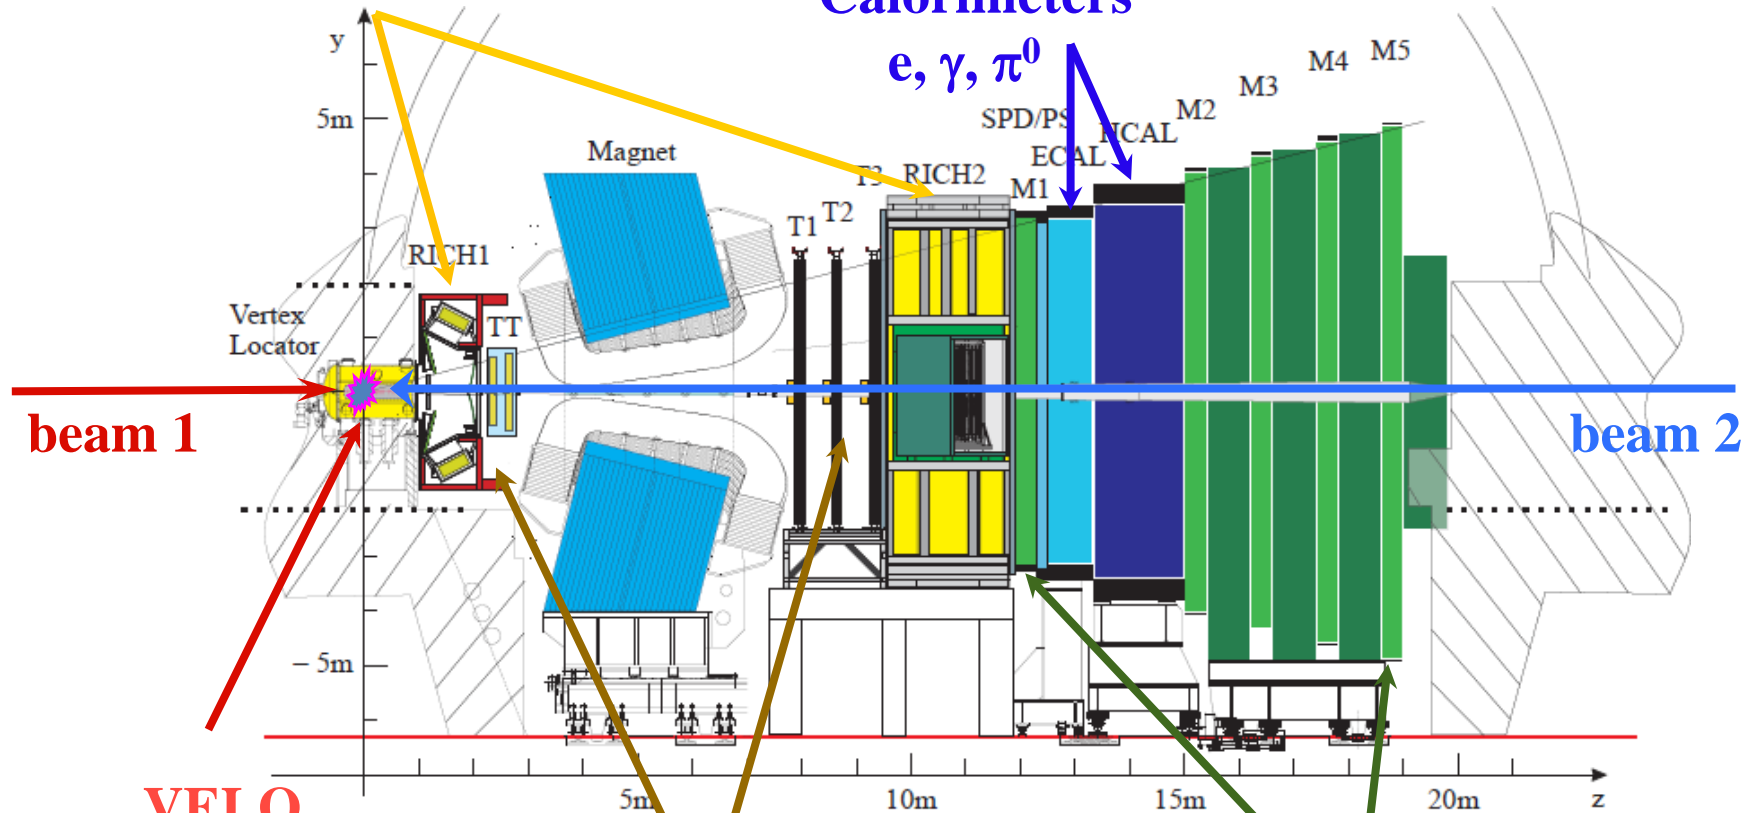 Calorimeters
e, γ, π⁰
y
5m
Magnet
SPD/PS
ECAL
HCAL
M1
M2
M3
M4
M5
T1
T2
T3
RICH2
RICH1
TT
Vertex
Locator
beam 1
beam 2
– 5m
VELO
5m
10m
15m
20m
z